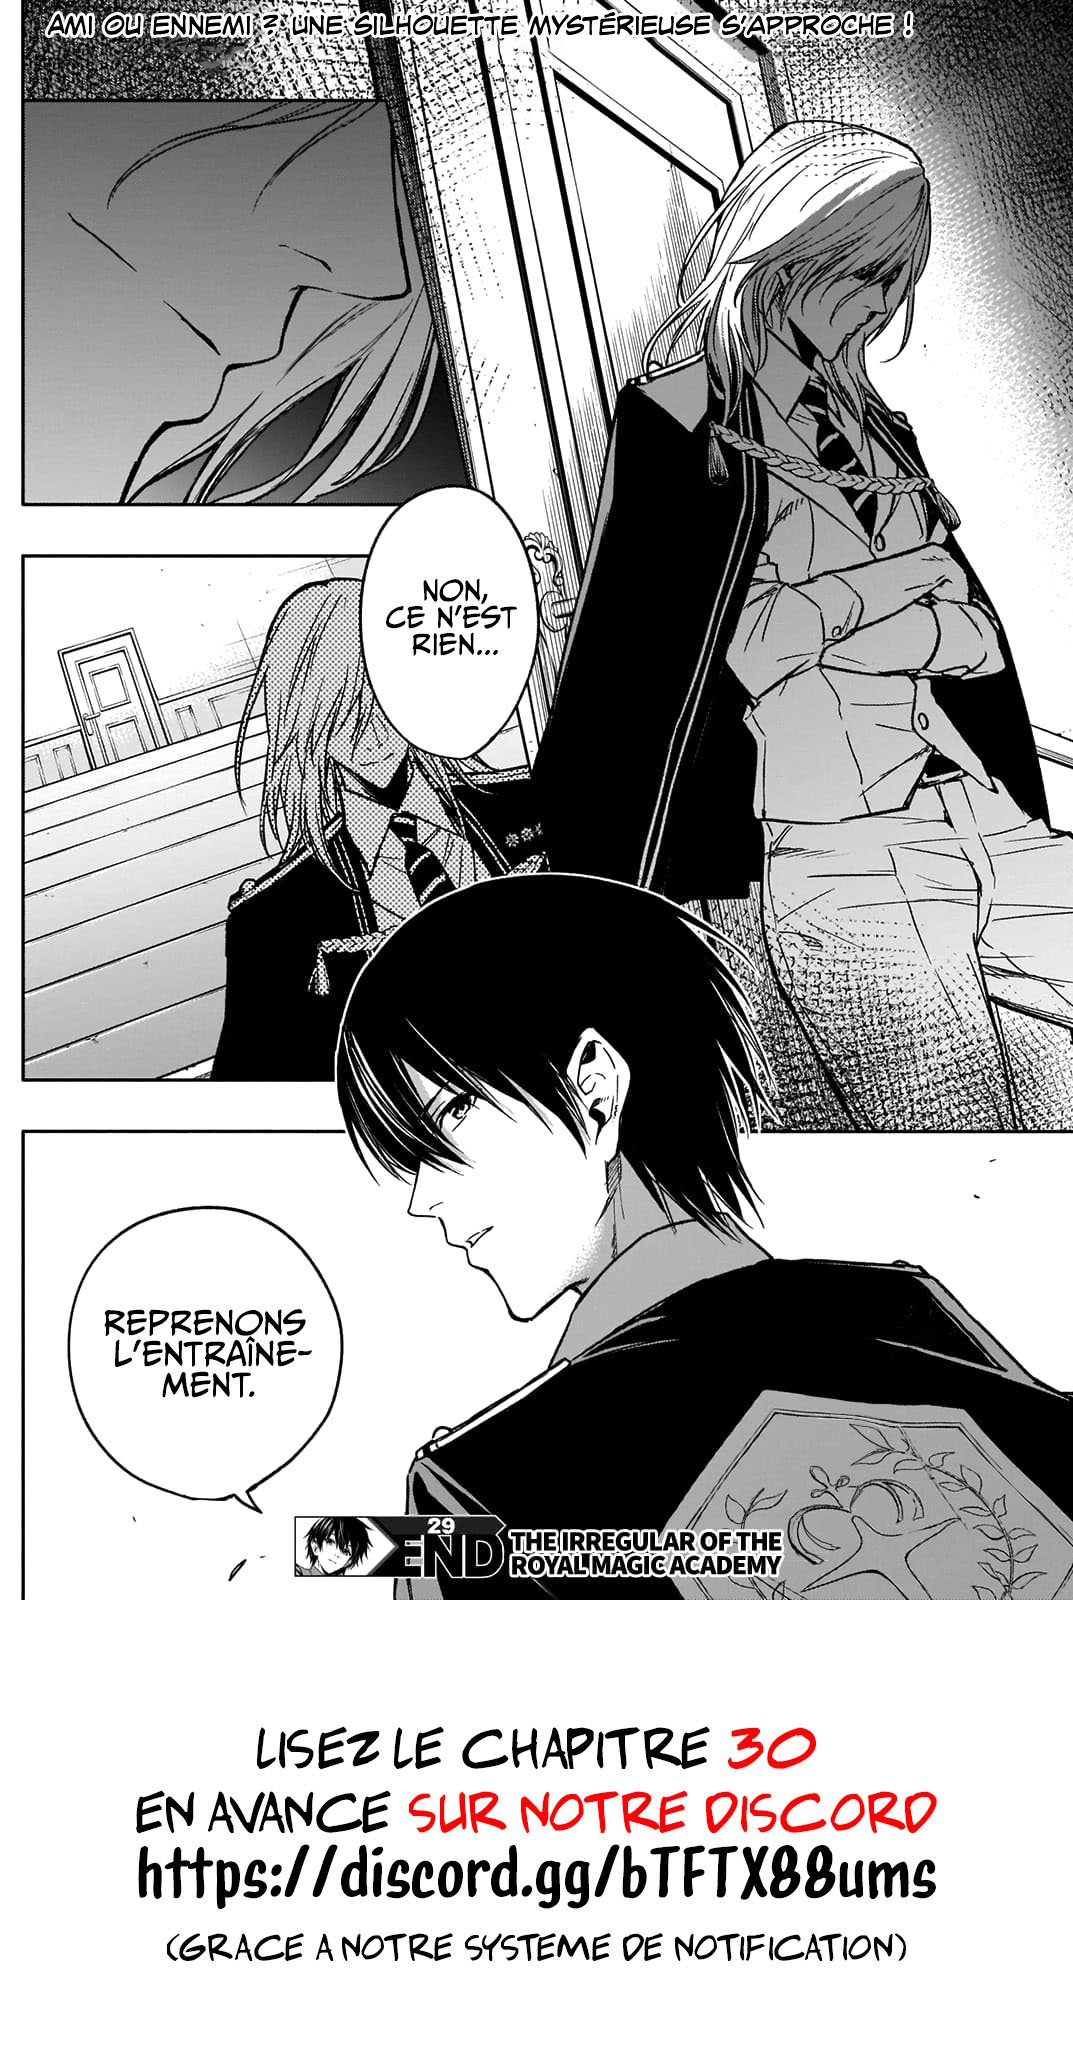 AMI OU ENNEMI ? UNE SILHOUETTE MYSTÉRIEUSE S'APPROCHE !
NON,
CE N'EST
RIEN...
REPRENONS
L'ENTRAÎNE-
MENT.
29
END
THE IRREGULAR OF THE
ROYAL MAGIC ACADEMY
LISEZ LE CHAPITRE 30
EN AVANCE SUR NOTRE DISCORD
https://discord.gg/bTFTX88ums
(GRACE A NOTRE SYSTEME DE NOTIFICATION)